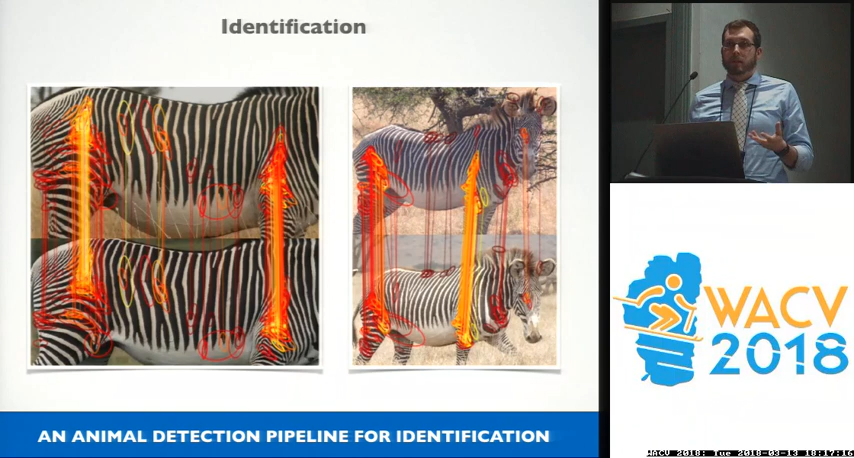 Identification
AN ANIMAL DETECTION PIPELINE FOR IDENTIFICATION
WACV
2018
WACV 2018: Tue 2018-03-13 18:17:16